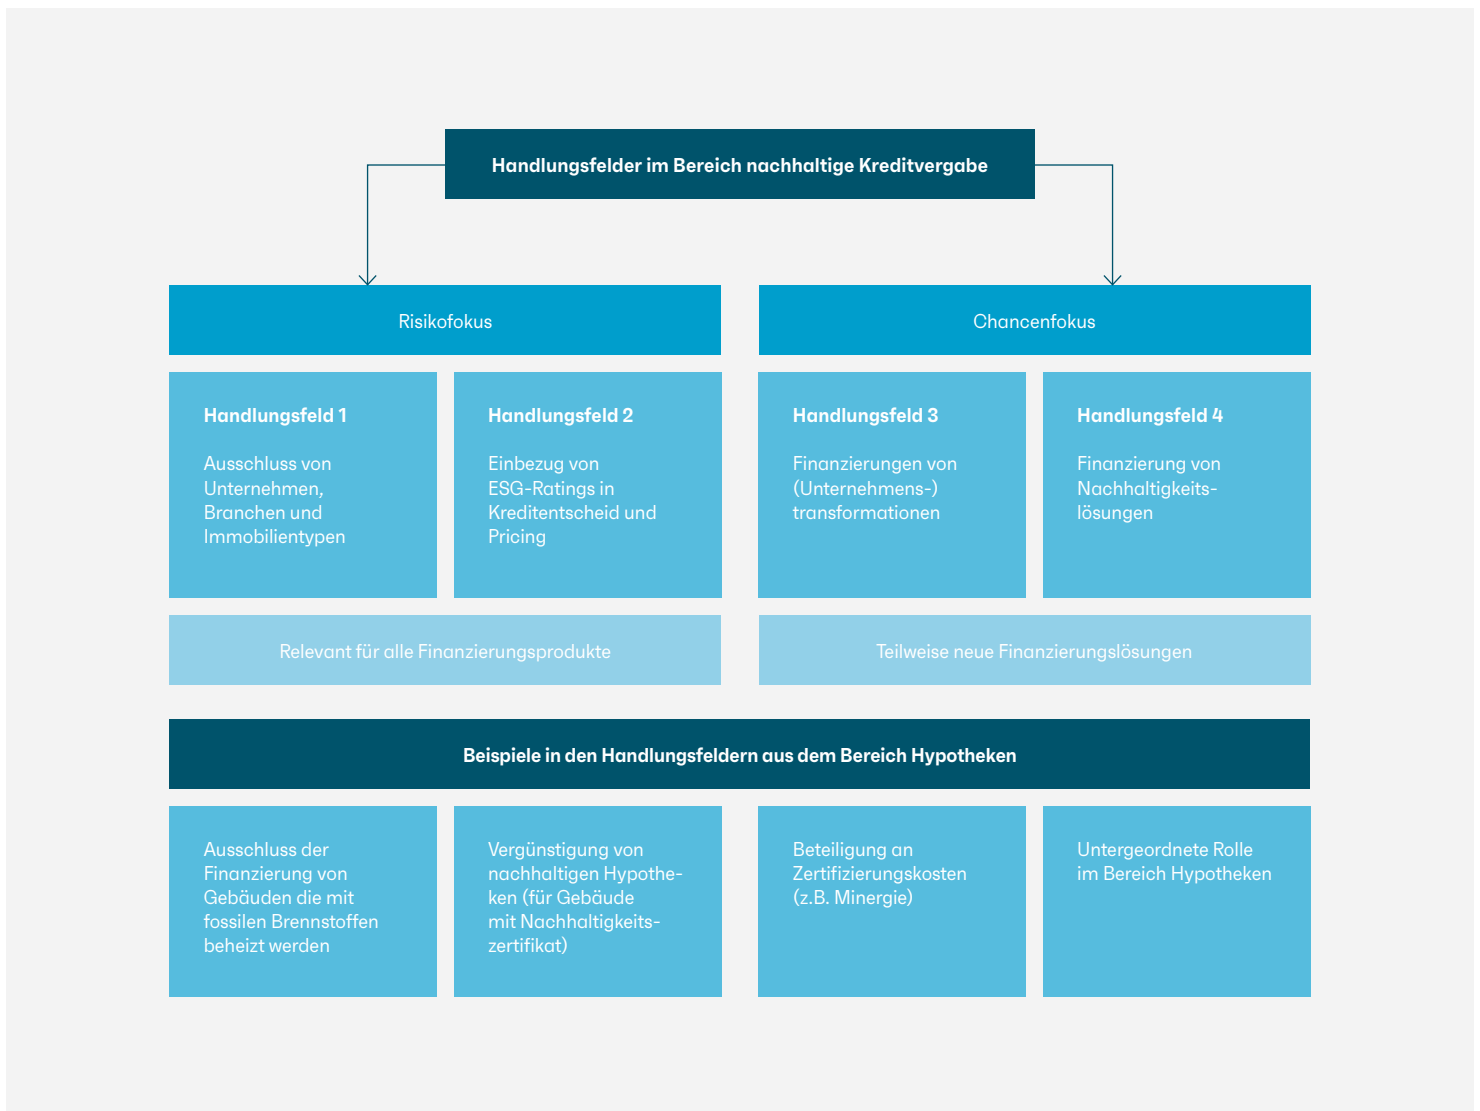 Handlungsfelder im Bereich nachhaltige Kreditvergabe
Risikofokus
Chancenfokus
Handlungsfeld 1
Ausschluss von
Unternehmen,
Branchen und
Immobilientypen
Handlungsfeld 2
Einbezug von
ESG-Ratings in
Kreditentscheid und
Pricing
Handlungsfeld 3
Finanzierungen von
(Unternehmens-)
transformationen
Handlungsfeld 4
Finanzierung von
Nachhaltigkeits-
lösungen
Relevant für alle Finanzierungsprodukte
Teilweise neue Finanzierungslösungen
Beispiele in den Handlungsfeldern aus dem Bereich Hypotheken
Ausschluss der
Finanzierung von
Gebäuden die mit
fossilen Brennstoffen
beheizt werden
Vergünstigung von
nachhaltigen Hypothe-
ken (für Gebäude
mit Nachhaltigkeits-
zertifikat)
Beteiligung an
Zertifizierungskosten
(z.B. Minergie)
Untergeordnete Rolle
im Bereich Hypotheken